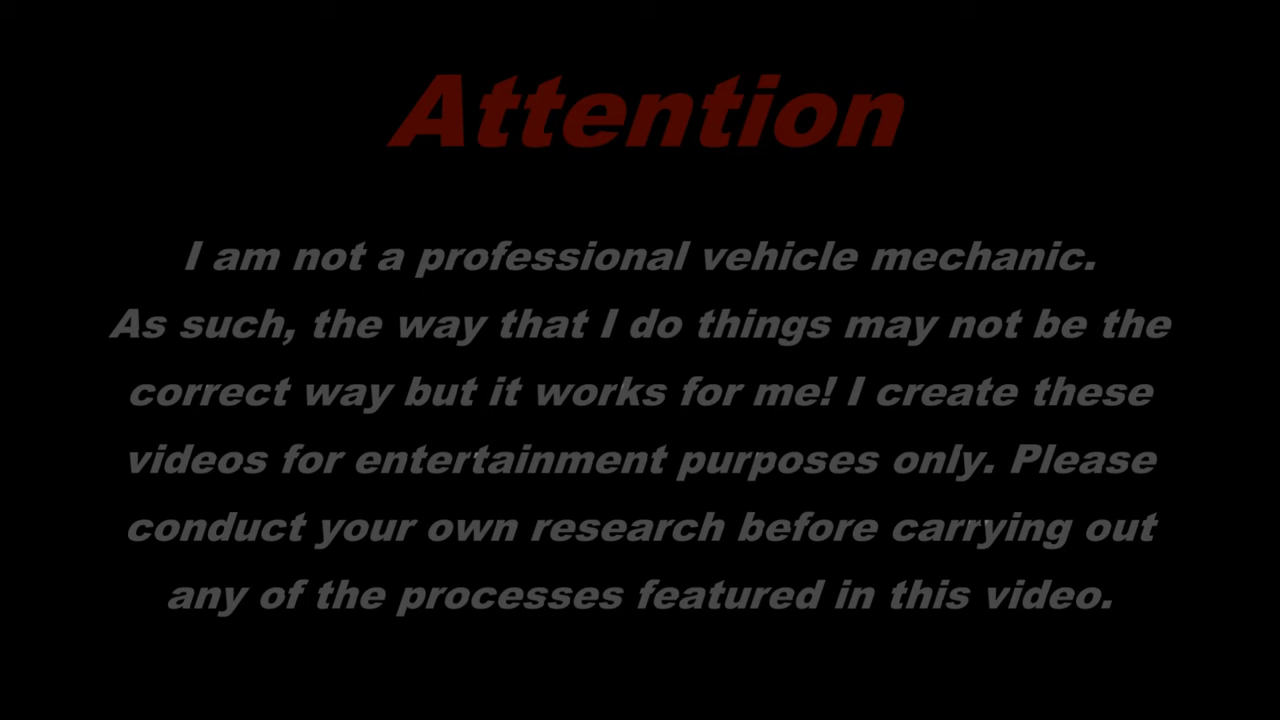 Attention
I am not a professional vehicle mechanic.
As such, the way that I do things may not be the
correct way but it works for me! I create these
videos for entertainment purposes only. Please
conduct your own research before carrying out
any of the processes featured in this video.